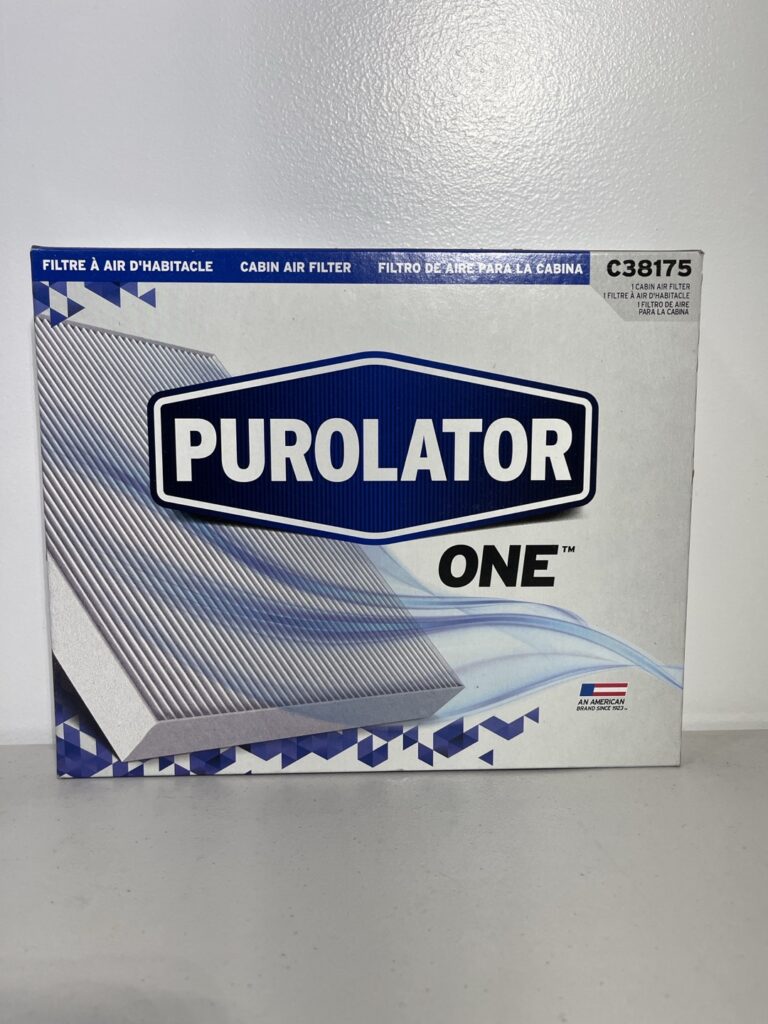 FILTRE À AIR D'HABITACLE CABIN AIR FILTER FILTRO DE AIRE PARA LA CABINA
C38175
1 CABIN AIR FILTER
1 FILTRE À AIR D'HABITACLE
1 FILTRO DE AIRE
PARA LA CABINA
PUROLATOR
ONE™
AN AMERICAN
BRAND SINCE 1923™